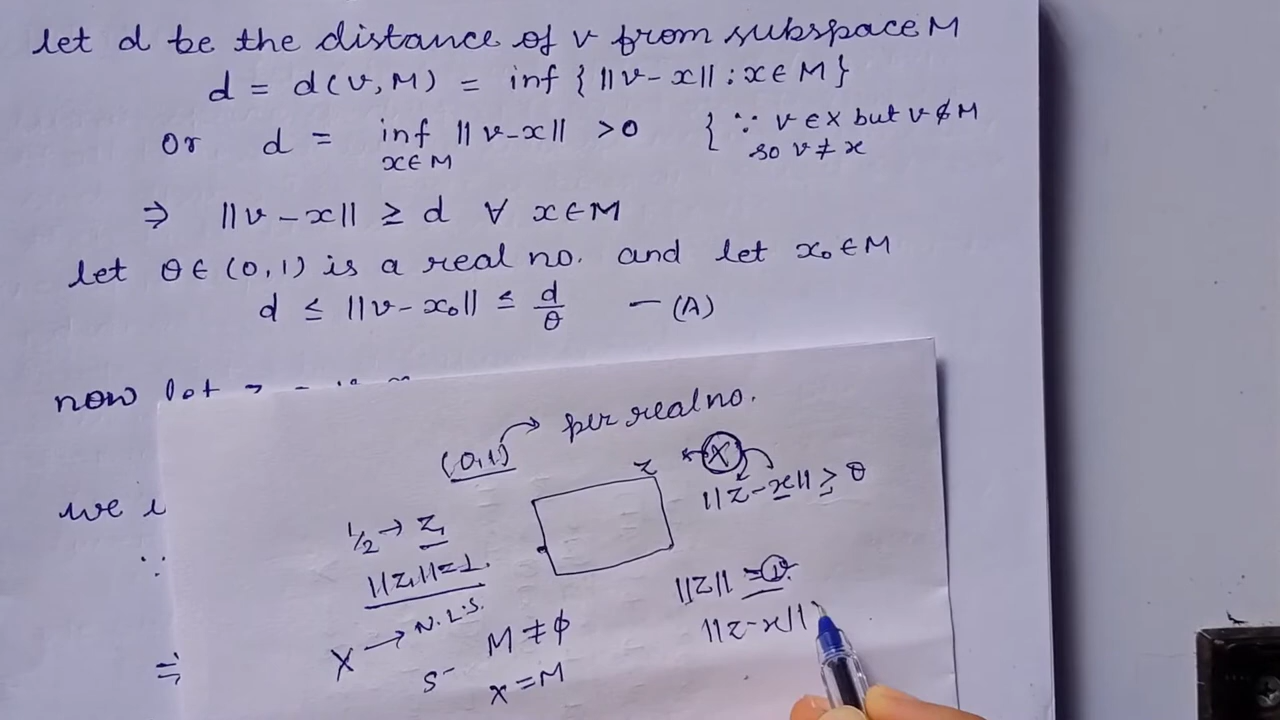 let d be the distance of v from subspace M
d = d(v, M) = inf { ||v - x|| : x ∈ M }
or d = inf ||v - x|| > 0 { ∵ v ∈ X but v ∉ M
x ∈ M so v ≠ x
⇒ ||v - x|| ≥ d ∀ x ∈ M
let θ ∈ (0, 1) is a real no. and let x₀ ∈ M
d ≤ ||v - x₀|| ≤ d/θ — (A)
now let
we
∵
⇒
(0,1) → per real no.
z ← X
||z - x|| ≥ θ
1/2 → z₁
||z₁|| = 1.
X → N.L.S.
S- M ≠ ϕ
X = M
||z|| = 1.
||z - x||